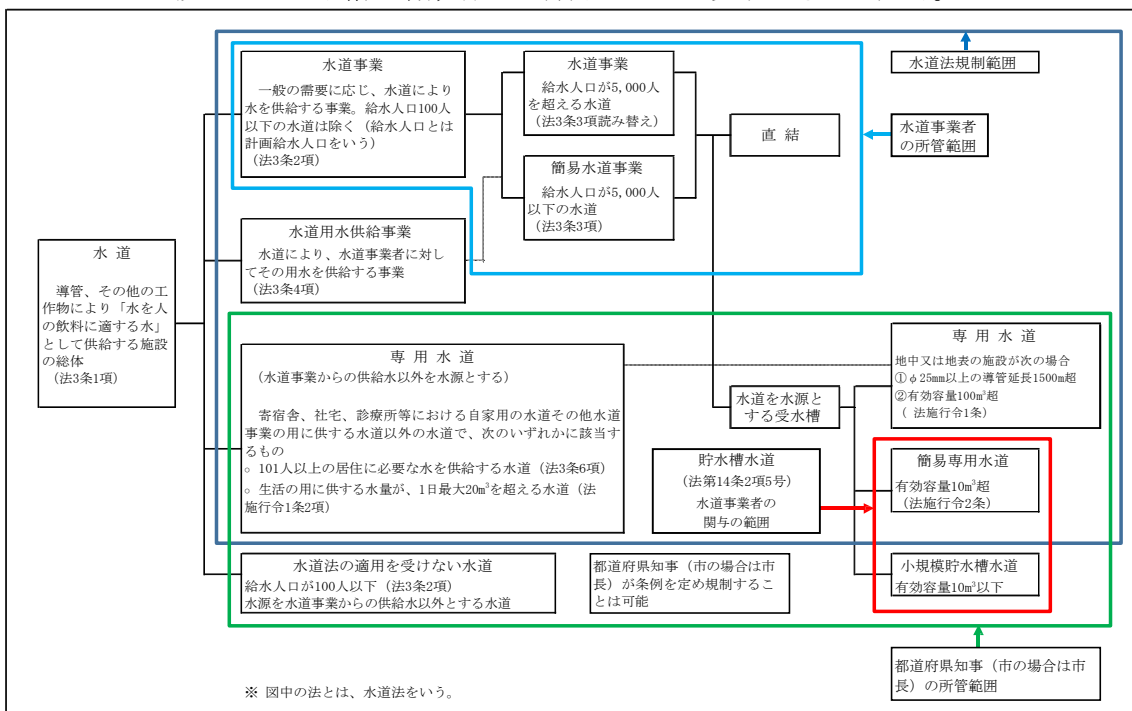 水道法規制範囲
水道事業
一般の需要に応じ、水道により
水を供給する事業。給水人口100人
以下の水道は除く（給水人口とは
計画給水人口をいう）
（法3条2項）
水道事業
給水人口が5,000人
を超える水道
（法3条3項読み替え）
直 結
水道事業者
の所管範囲
簡易水道事業
給水人口が5,000人
以下の水道
（法3条3項）
水道用水供給事業
水道により、水道事業者に対し
てその用水を供給する事業
（法3条4項）
水 道
導管、その他の工
作物により「水を人
の飲料に適する水」
として供給する施設
の総体
（法3条1項）
専 用 水 道
（水道事業からの供給水以外を水源とする）
寄宿舎、社宅、診療所等における自家用の水道その他水道
事業の用に供する水道以外の水道で、次のいずれかに該当す
るもの
○ 101人以上の居住に必要な水を供給する水道（法3条6項）
○ 生活の用に供する水量が、1日最大20m³を超える水道（法
施行令1条2項）
専 用 水 道
地中又は地表の施設が次の場合
①φ25mm以上の導管延長1500m超
②有効容量100m³超
（ 法施行令1条）
水道を水源と
する受水槽
貯水槽水道
（法第14条2項5号）
水道事業者の
関与の範囲
簡易専用水道
有効容量10m³超
（法施行令2条）
水道法の適用を受けない水道
給水人口が100人以下（法3条2項）
水源を水道事業からの供給水以外とする水道
都道府県知事（市の場合は市
長）が条例を定め規制するこ
とは可能
小規模貯水槽水道
有効容量10m³以下
都道府県知事（市の場合は市
長）の所管範囲
※ 図中の法とは、水道法をいう。